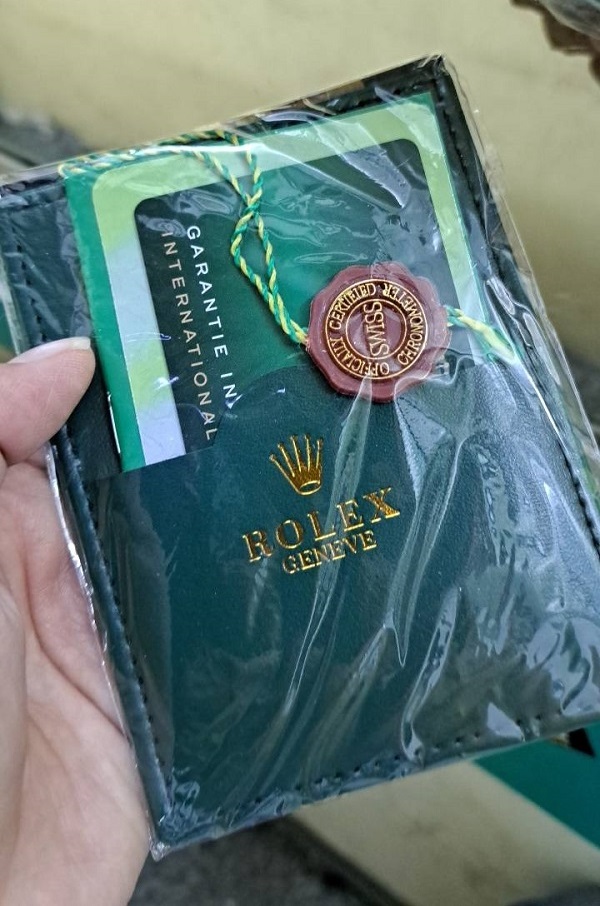 GARANTIE IN
INTERNATIONAL
OFFICIALLY CERTIFIED CHRONOMETER
SWISS
ROLEX
GENEVE